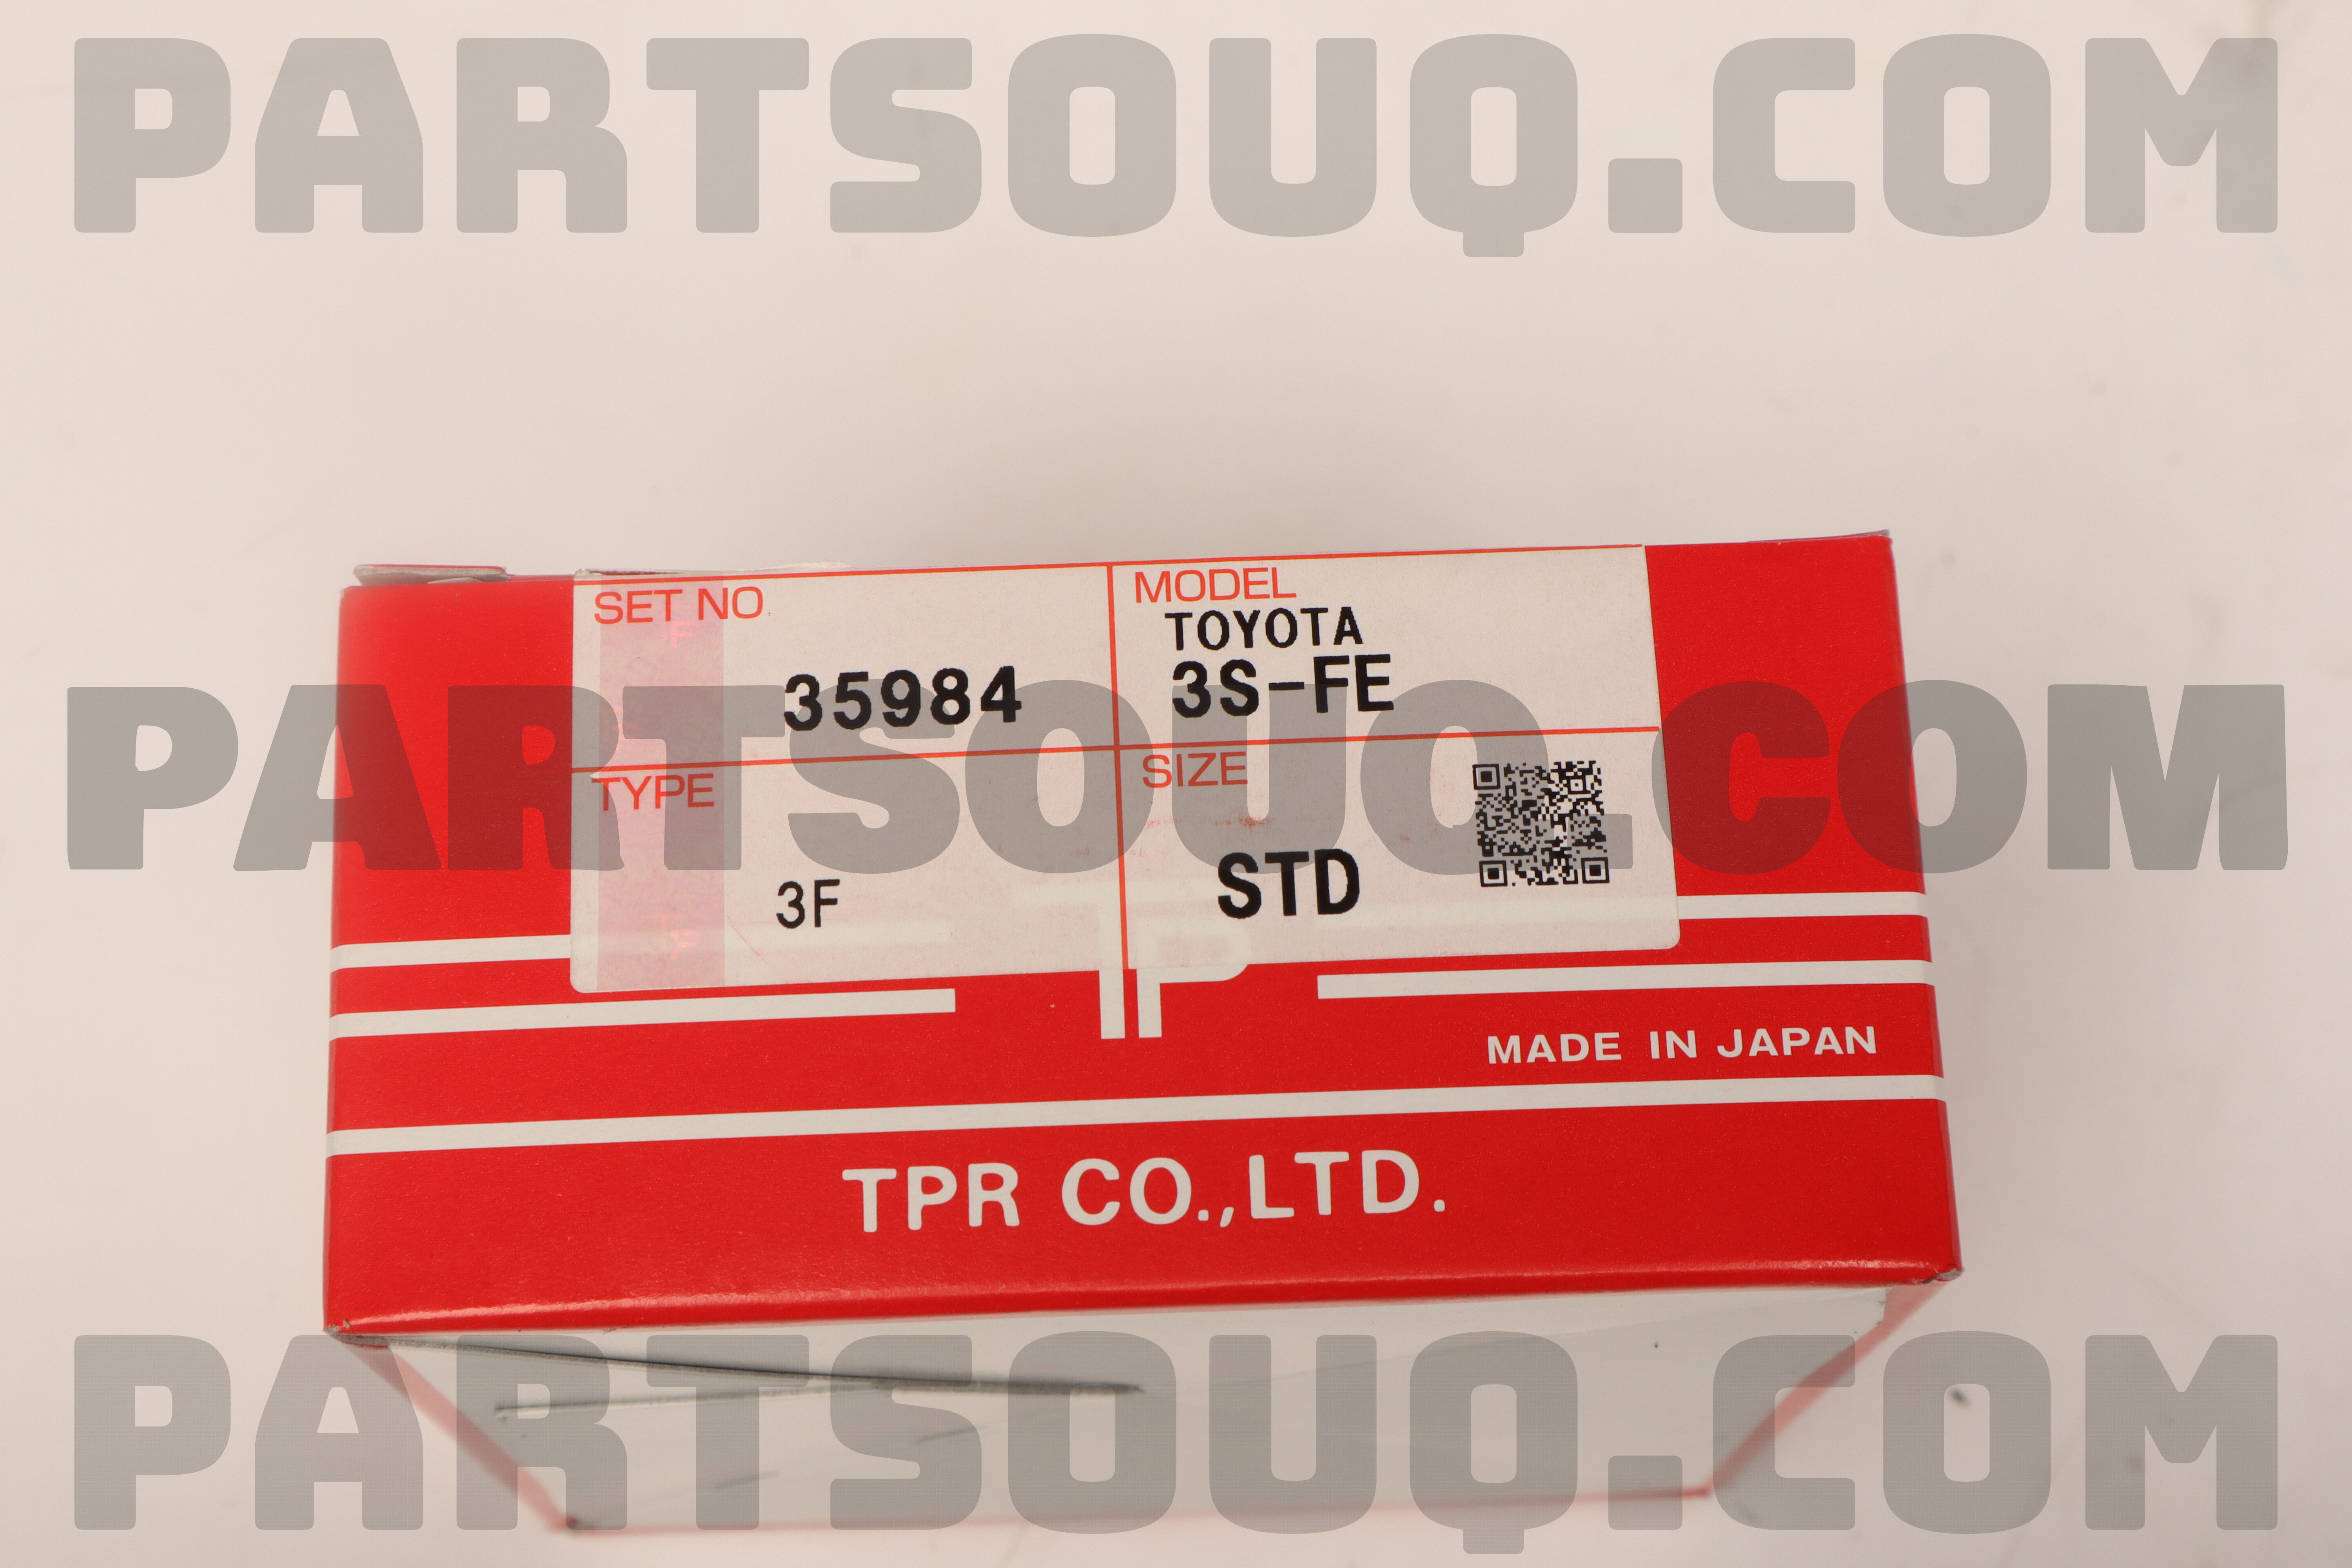 PARTSOUQ.COM
SET NO.
35984
MODEL
TOYOTA
3S-FE
PARTSOUQ.COM
TYPE
3F
SIZE
STD
TP
MADE IN JAPAN
TPR CO.,LTD.
PARTSOUQ.COM